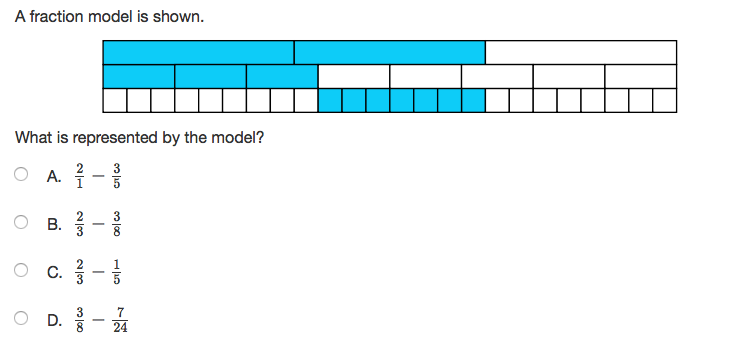 A fraction model is shown.
What is represented by the model?
A. 2/1 − 3/5
B. 2/3 − 3/8
C. 2/3 − 1/5
D. 3/8 − 7/24